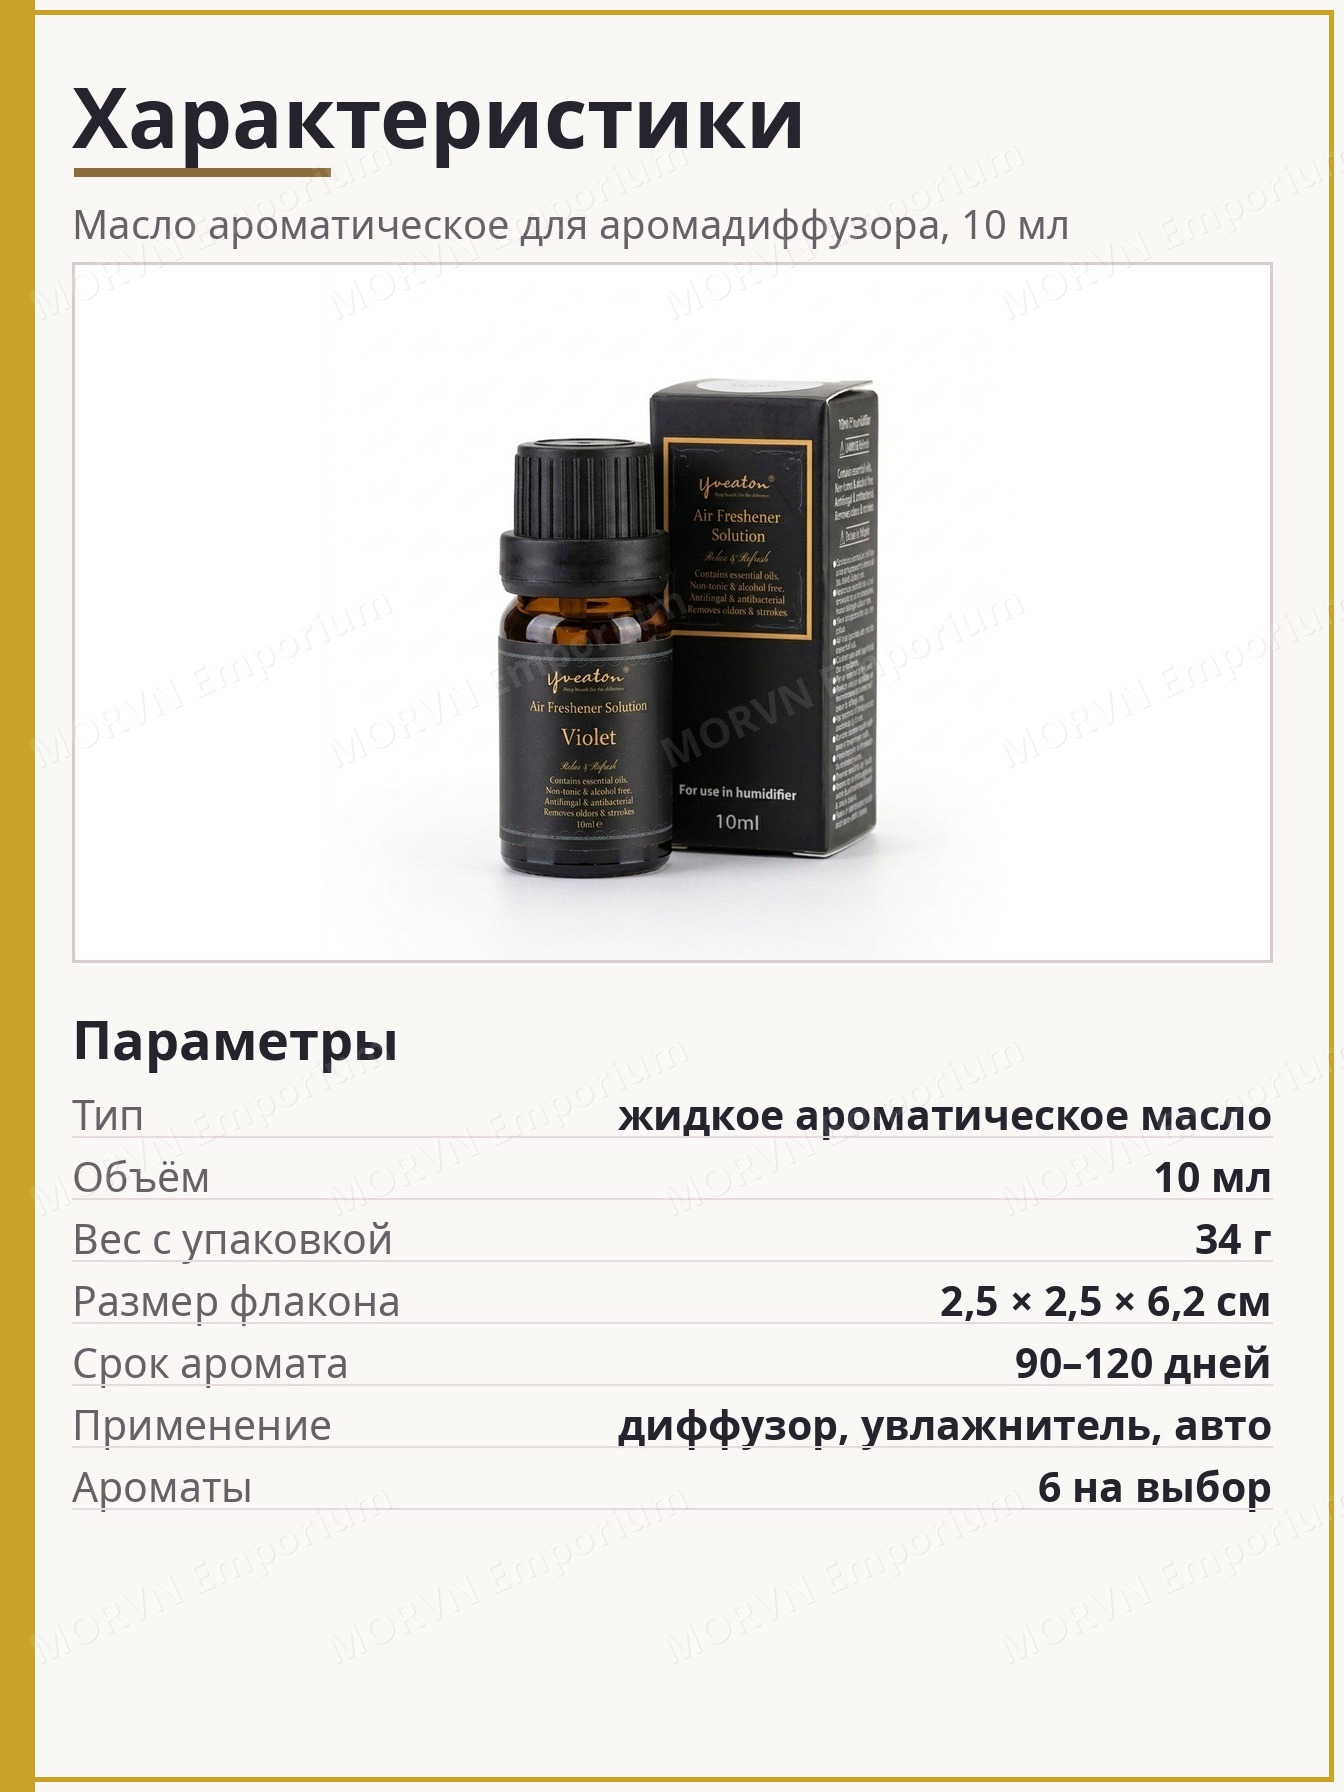 Характеристики
Масло ароматическое для аромадиффузора, 10 мл
Yveaton®
Air Freshener
Solution
Relax & Refresh
Contains essential oils,
Non-tonic & alcohol free,
Antifingal & antibacterial
Removes oldors & strrokes
For use in humidifier
10ml
Yveaton®
Air Freshener Solution
Violet
Relax & Refresh
Contains essential oils.
Non-tonic & alcohol free.
Antifungal & antibacterial
Removes oldors & strrokes
10ml e
Параметры
Тип жидкое ароматическое масло
Объём 10 мл
Вес с упаковкой 34 г
Размер флакона 2,5 × 2,5 × 6,2 см
Срок аромата 90–120 дней
Применение диффузор, увлажнитель, авто
Ароматы 6 на выбор
MORVN Emporium